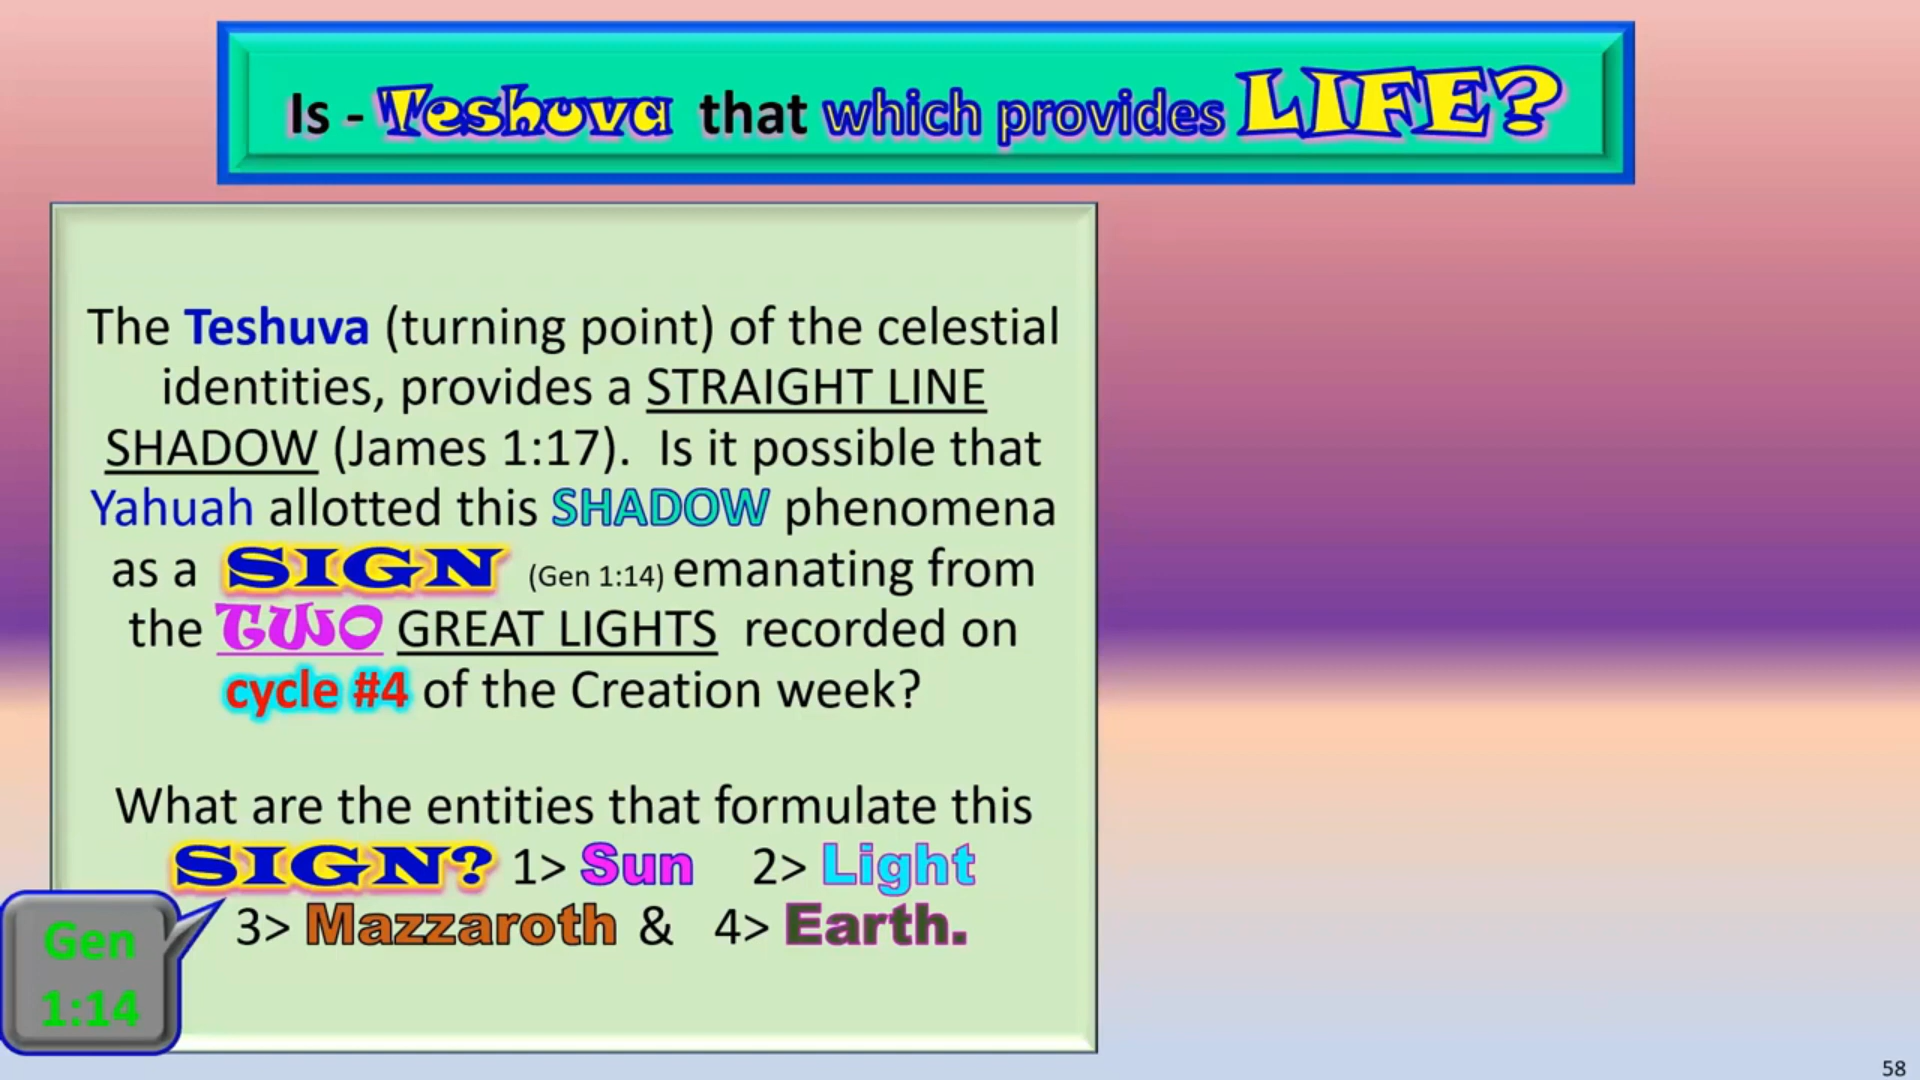 Is - Teshuva that which provides LIFE?
The Teshuva (turning point) of the celestial
identities, provides a STRAIGHT LINE
SHADOW (James 1:17). Is it possible that
Yahuah allotted this SHADOW phenomena
as a SIGN (Gen 1:14) emanating from
the TWO GREAT LIGHTS recorded on
cycle #4 of the Creation week?
What are the entities that formulate this
SIGN? 1> Sun 2> Light
3> Mazzaroth & 4> Earth.
Gen
1:14
58